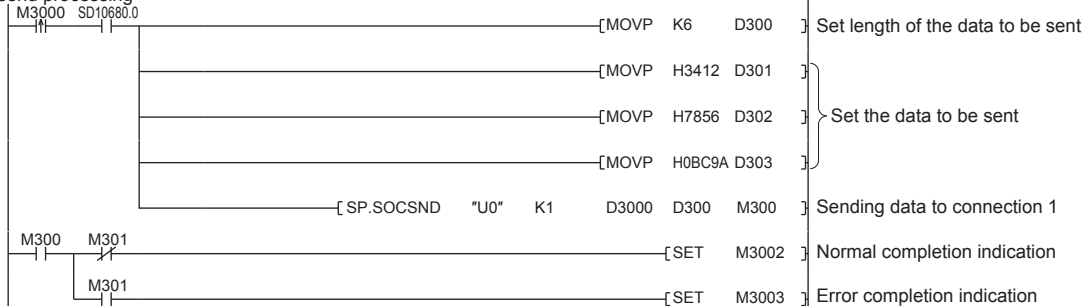 send processing
M3000 SD10680.0 MOVP K6 D300 Set length of the data to be sent
MOVP H3412 D301
MOVP H7856 D302 Set the data to be sent
MOVP H0BC9A D303
SP.SOCSND "U0" K1 D3000 D300 M300 Sending data to connection 1
M300 M301 SET M3002 Normal completion indication
M301 SET M3003 Error completion indication